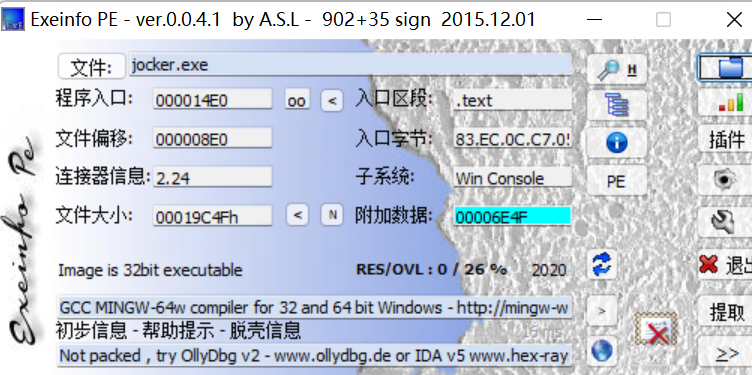 Exeinfo PE - ver.0.0.4.1 by A.S.L - 902+35 sign 2015.12.01
文件: jocker.exe H
程序入口: 000014E0 oo < 入口区段: .text
文件偏移: 000008E0 入口字节: 83.EC.0C.C7.05 插件
连接器信息: 2.24 子系统: Win Console PE
文件大小: 00019C4Fh < N 附加数据: 00006E4F
Image is 32bit executable RES/OVL : 0 / 26 % 2020 退出
GCC MINGW-64w compiler for 32 and 64 bit Windows - http://mingw-w > 提取
初步信息 - 帮助提示 - 脱壳信息
Not packed , try OllyDbg v2 - www.ollydbg.de or IDA v5 www.hex-ray >>
Exeinfo Pe